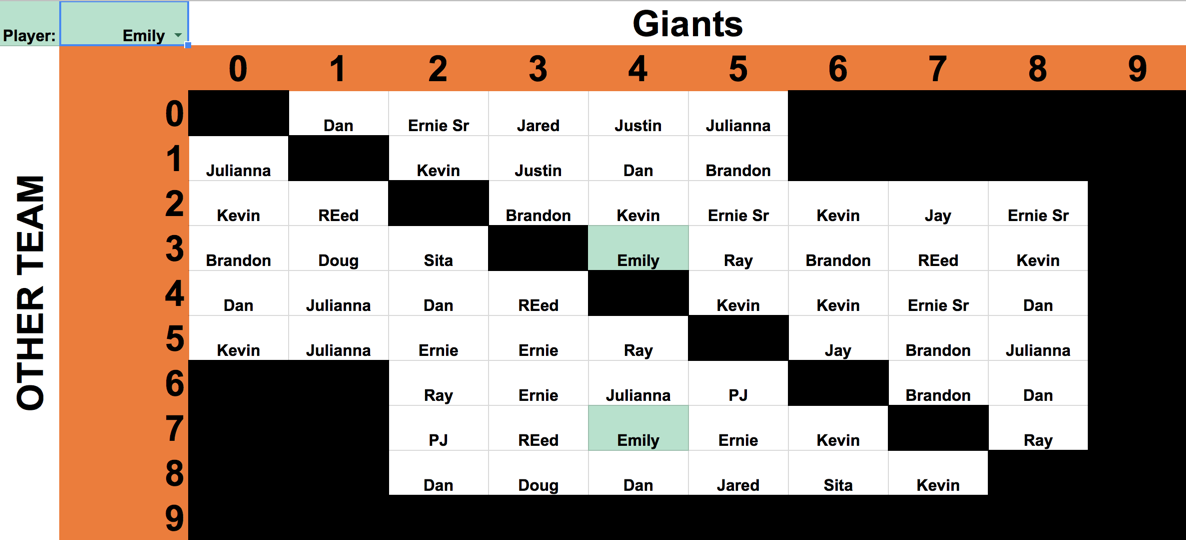 Player: Emily Giants
0 1 2 3 4 5 6 7 8 9
OTHER TEAM
0 Dan Ernie Sr Jared Justin Julianna
1 Julianna Kevin Justin Dan Brandon
2 Kevin REed Brandon Kevin Ernie Sr Kevin Jay Ernie Sr
3 Brandon Doug Sita Emily Ray Brandon REed Kevin
4 Dan Julianna Dan REed Kevin Kevin Ernie Sr Dan
5 Kevin Julianna Ernie Ernie Ray Jay Brandon Julianna
6 Ray Ernie Julianna PJ Brandon Dan
7 PJ REed Emily Ernie Kevin Ray
8 Dan Doug Dan Jared Sita Kevin
9